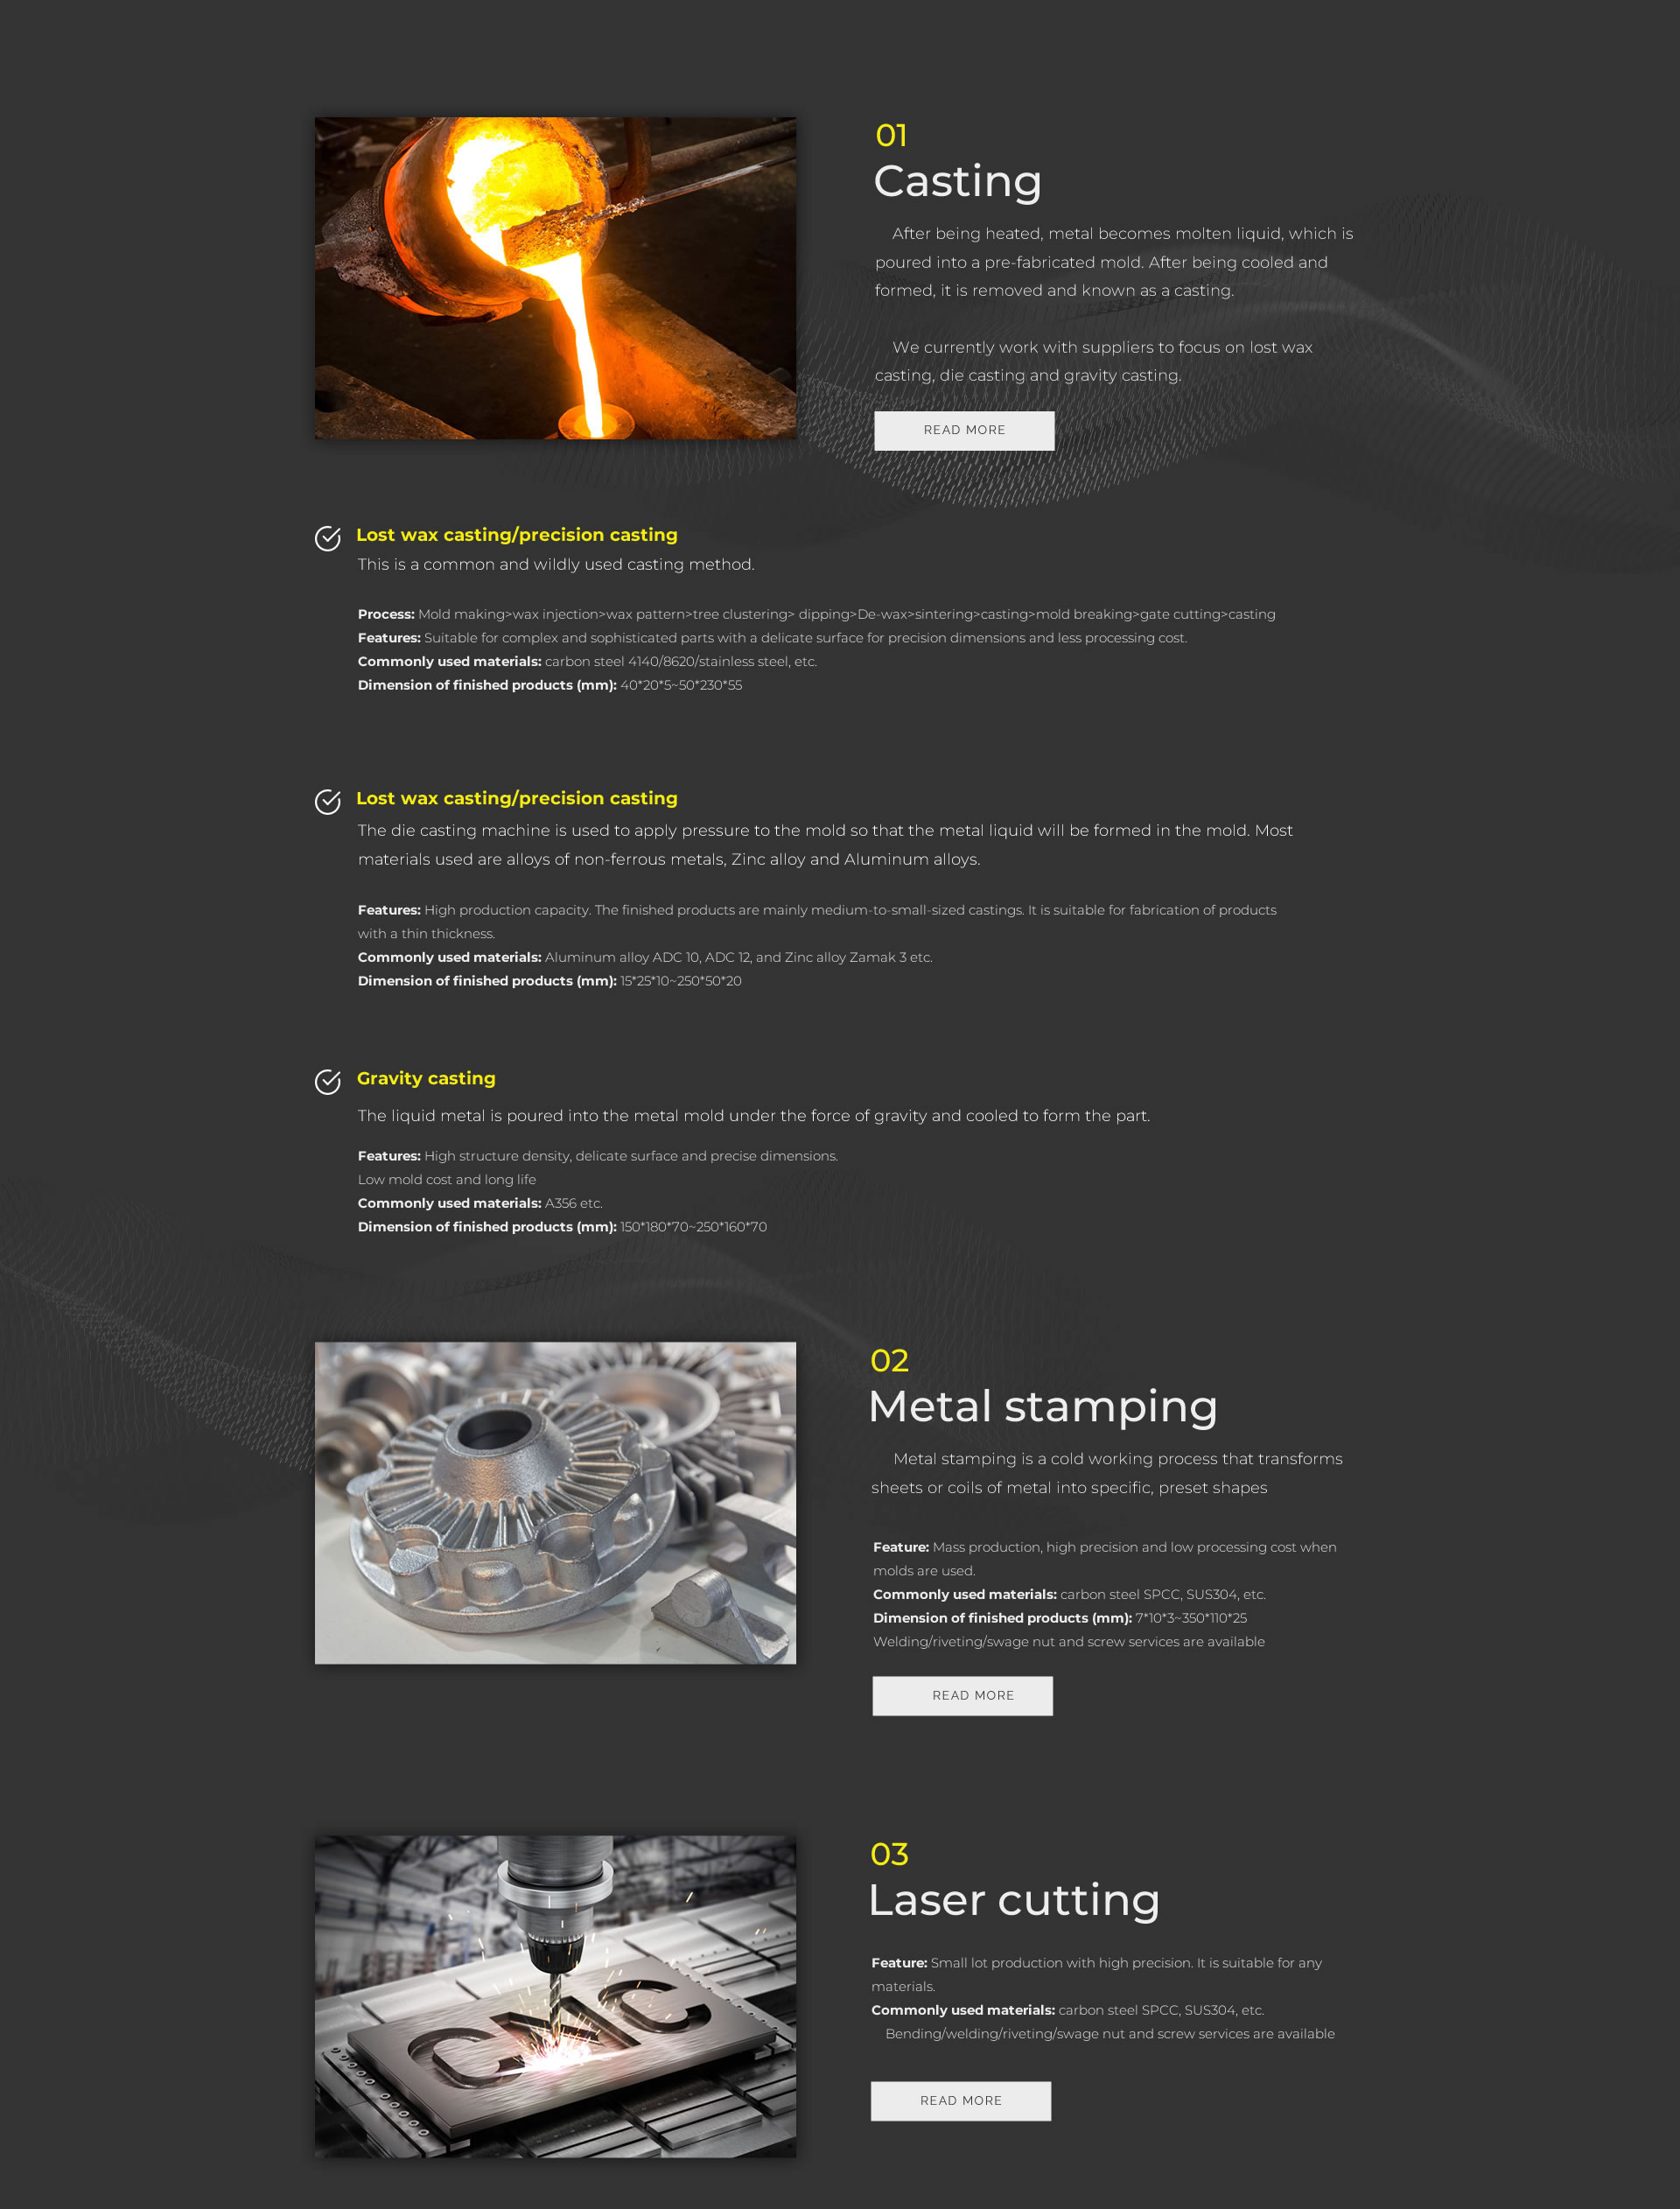 01
Casting
After being heated, metal becomes molten liquid, which is
poured into a pre-fabricated mold. After being cooled and
formed, it is removed and known as a casting.
We currently work with suppliers to focus on lost wax
casting, die casting and gravity casting.
READ MORE
Lost wax casting/precision casting
This is a common and wildly used casting method.
Process: Mold making>wax injection>wax pattern>tree clustering> dipping>De-wax>sintering>casting>mold breaking>gate cutting>casting
Features: Suitable for complex and sophisticated parts with a delicate surface for precision dimensions and less processing cost.
Commonly used materials: carbon steel 4140/8620/stainless steel, etc.
Dimension of finished products (mm): 40*20*5~50*230*55
Lost wax casting/precision casting
The die casting machine is used to apply pressure to the mold so that the metal liquid will be formed in the mold. Most
materials used are alloys of non-ferrous metals, Zinc alloy and Aluminum alloys.
Features: High production capacity. The finished products are mainly medium-to-small-sized castings. It is suitable for fabrication of products
with a thin thickness.
Commonly used materials: Aluminum alloy ADC 10, ADC 12, and Zinc alloy Zamak 3 etc.
Dimension of finished products (mm): 15*25*10~250*50*20
Gravity casting
The liquid metal is poured into the metal mold under the force of gravity and cooled to form the part.
Features: High structure density, delicate surface and precise dimensions.
Low mold cost and long life
Commonly used materials: A356 etc.
Dimension of finished products (mm): 150*180*70~250*160*70
02
Metal stamping
Metal stamping is a cold working process that transforms
sheets or coils of metal into specific, preset shapes
Feature: Mass production, high precision and low processing cost when
molds are used.
Commonly used materials: carbon steel SPCC, SUS304, etc.
Dimension of finished products (mm): 7*10*3~350*110*25
Welding/riveting/swage nut and screw services are available
READ MORE
03
Laser cutting
Feature: Small lot production with high precision. It is suitable for any
materials.
Commonly used materials: carbon steel SPCC, SUS304, etc.
Bending/welding/riveting/swage nut and screw services are available
READ MORE
CNC